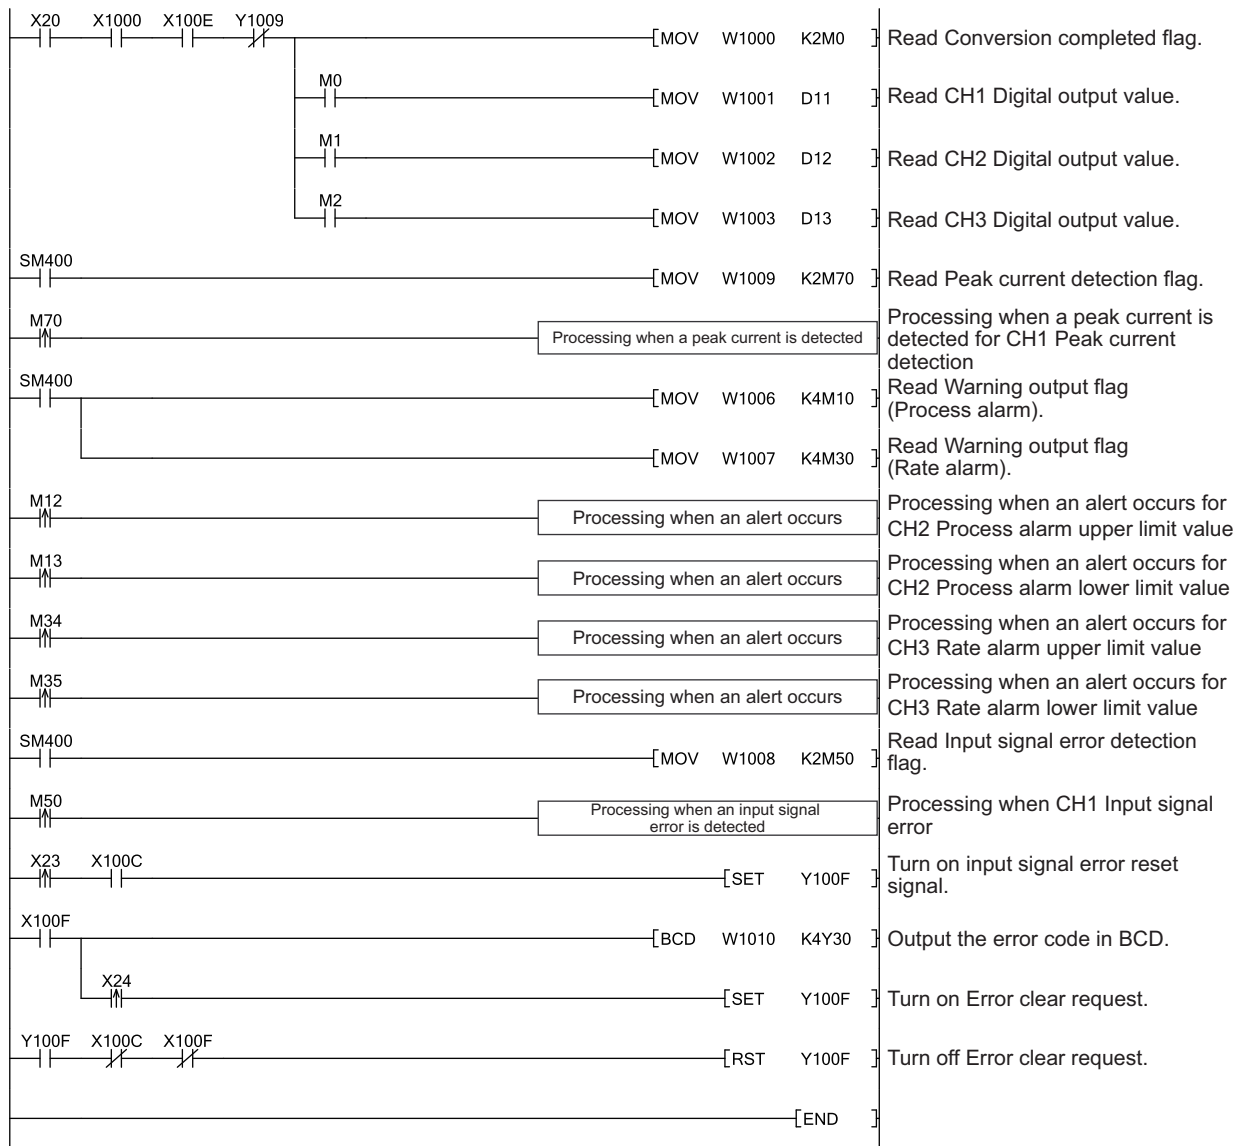 X20 X1000 X100E Y1009
[MOV W1000 K2M0 ] Read Conversion completed flag.
M0
[MOV W1001 D11 ] Read CH1 Digital output value.
M1
[MOV W1002 D12 ] Read CH2 Digital output value.
M2
[MOV W1003 D13 ] Read CH3 Digital output value.
SM400
[MOV W1009 K2M70 ] Read Peak current detection flag.
M70
Processing when a peak current is detected
Processing when a peak current is
detected for CH1 Peak current
detection
SM400
[MOV W1006 K4M10 ]
Read Warning output flag
(Process alarm).
[MOV W1007 K4M30 ]
Read Warning output flag
(Rate alarm).
M12
Processing when an alert occurs
Processing when an alert occurs for
CH2 Process alarm upper limit value
M13
Processing when an alert occurs
Processing when an alert occurs for
CH2 Process alarm lower limit value
M34
Processing when an alert occurs
Processing when an alert occurs for
CH3 Rate alarm upper limit value
M35
Processing when an alert occurs
Processing when an alert occurs for
CH3 Rate alarm lower limit value
SM400
[MOV W1008 K2M50 ]
Read Input signal error detection
flag.
M50
Processing when an input signal
error is detected
Processing when CH1 Input signal
error
X23 X100C
[SET Y100F ]
Turn on input signal error reset
signal.
X100F
[BCD W1010 K4Y30 ] Output the error code in BCD.
X24
[SET Y100F ] Turn on Error clear request.
Y100F X100C X100F
[RST Y100F ] Turn off Error clear request.
[END ]